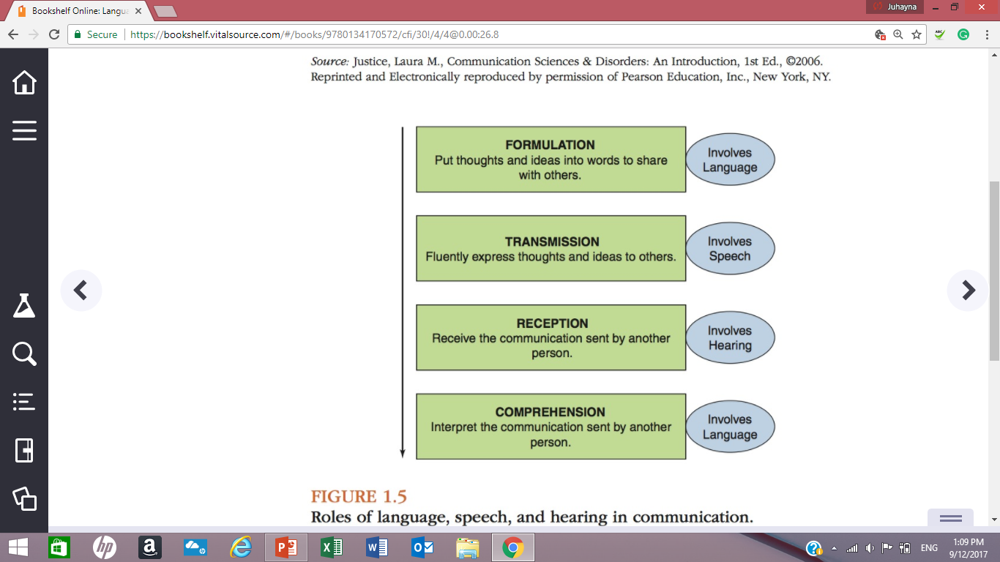 Bookshelf Online: Langua
Juhayna
Secure
https://bookshelf.vitalsource.com/#/books/9780134170572/cfi/30!/4/4@0.00:26.8
Source: Justice, Laura M., Communication Sciences & Disorders: An Introduction, 1st Ed., ©2006.
Reprinted and Electronically reproduced by permission of Pearson Education, Inc., New York, NY.
FORMULATION
Put thoughts and ideas into words to share
with others.
Involves
Language
TRANSMISSION
Fluently express thoughts and ideas to others.
Involves
Speech
RECEPTION
Receive the communication sent by another
person.
Involves
Hearing
COMPREHENSION
Interpret the communication sent by another
person.
Involves
Language
FIGURE 1.5
Roles of language, speech, and hearing in communication.
hp
a
ENG
1:09 PM
9/12/2017